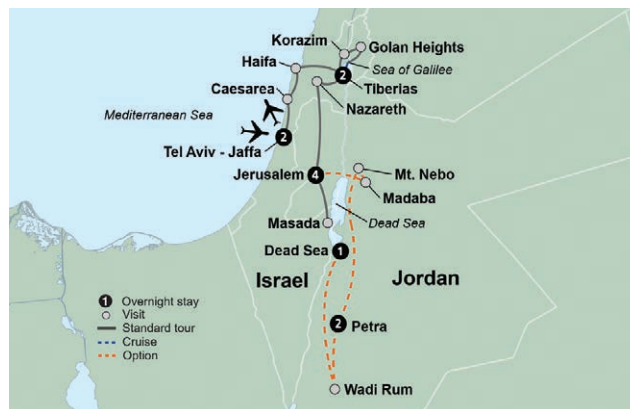 Korazim
Golan Heights
Haifa
Sea of Galilee
2
Tiberias
Caesarea
Nazareth
Mediterranean Sea
2
Tel Aviv - Jaffa
Mt. Nebo
Jerusalem
4
Madaba
Masada
Dead Sea
Dead Sea
1
Israel
Jordan
1
Overnight stay
Visit
Standard tour
2
Petra
Cruise
Option
Wadi Rum